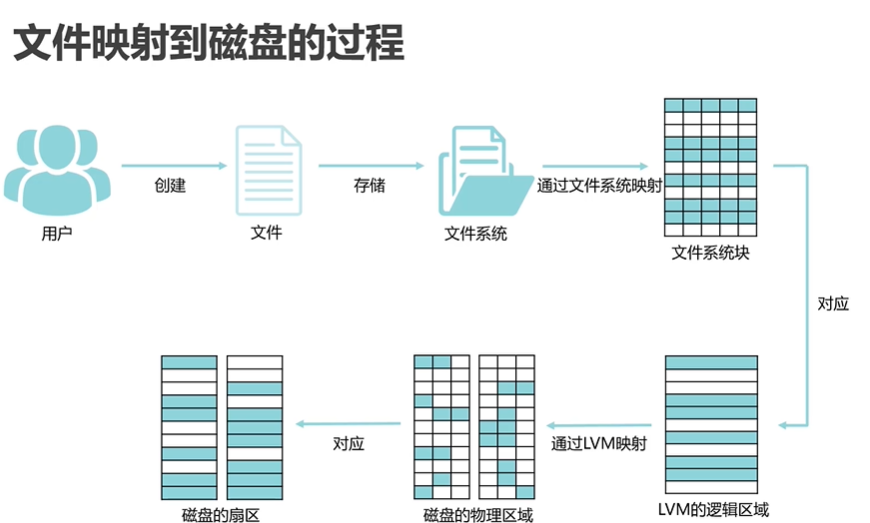 文件映射到磁盘的过程
创建
存储
通过文件系统映射
用户
文件
文件系统
文件系统块
对应
对应
通过LVM映射
磁盘的扇区
磁盘的物理区域
LVM的逻辑区域